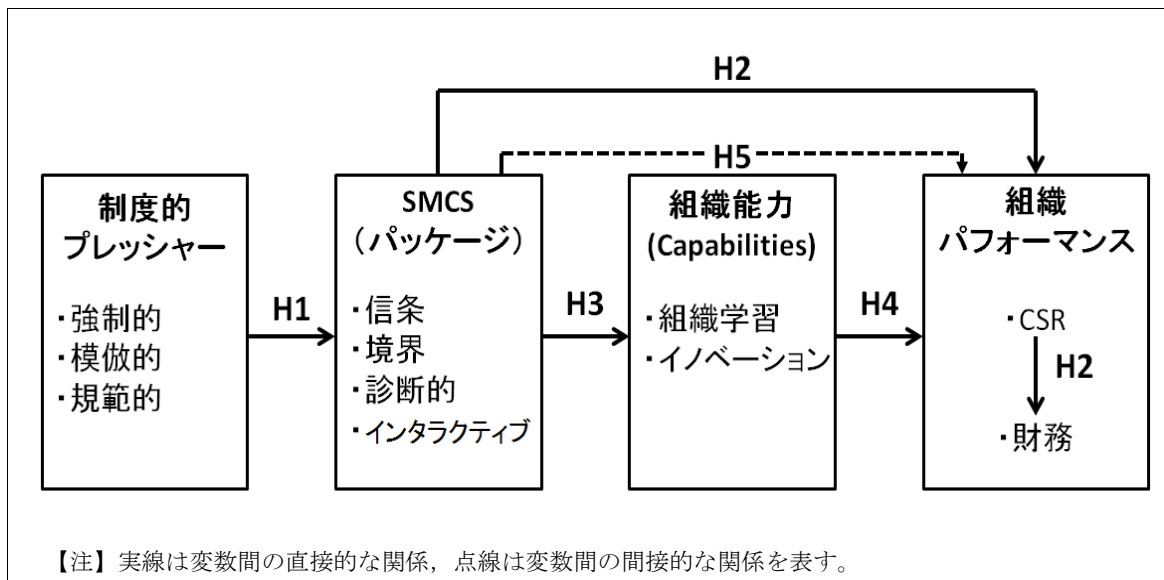 H2
H5
制度的
プレッシャー
・強制的
・模倣的
・規範的
H1
SMCS
（パッケージ）
・信条
・境界
・診断的
・インタラクティブ
H3
組織能力
(Capabilities)
・組織学習
・イノベーション
H4
組織
パフォーマンス
・CSR
H2
・財務
【注】実線は変数間の直接的な関係，点線は変数間の間接的な関係を表す。